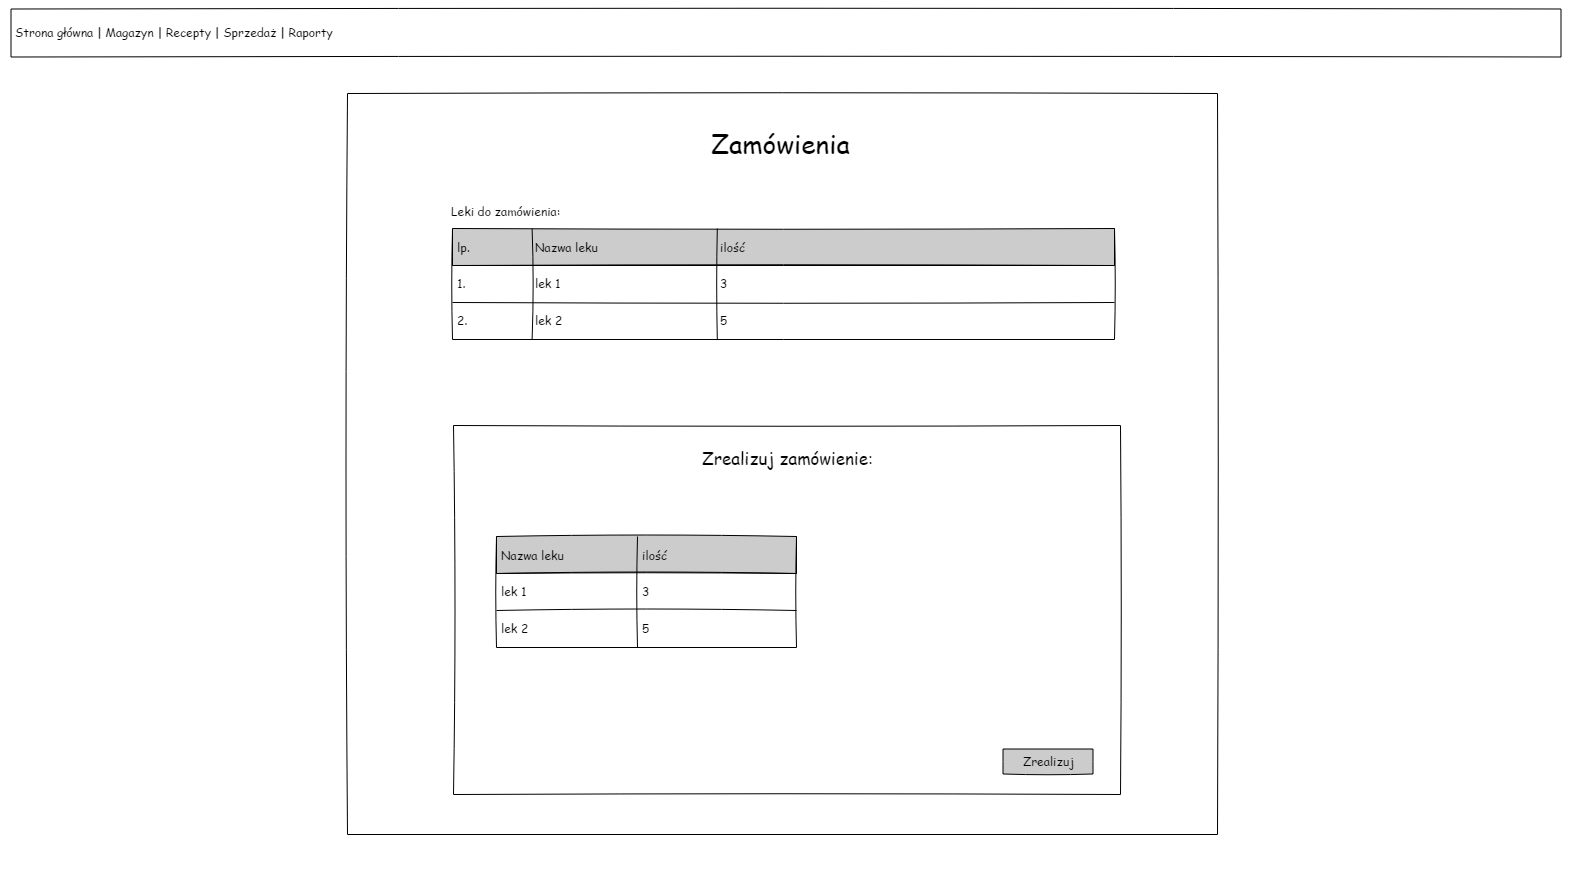 Strona główna | Magazyn | Recepty | Sprzedaż | Raporty
Zamówienia
Leki do zamówienia:
lp. Nazwa leku ilość
1. lek 1 3
2. lek 2 5
Zrealizuj zamówienie:
Nazwa leku ilość
lek 1 3
lek 2 5
Zrealizuj